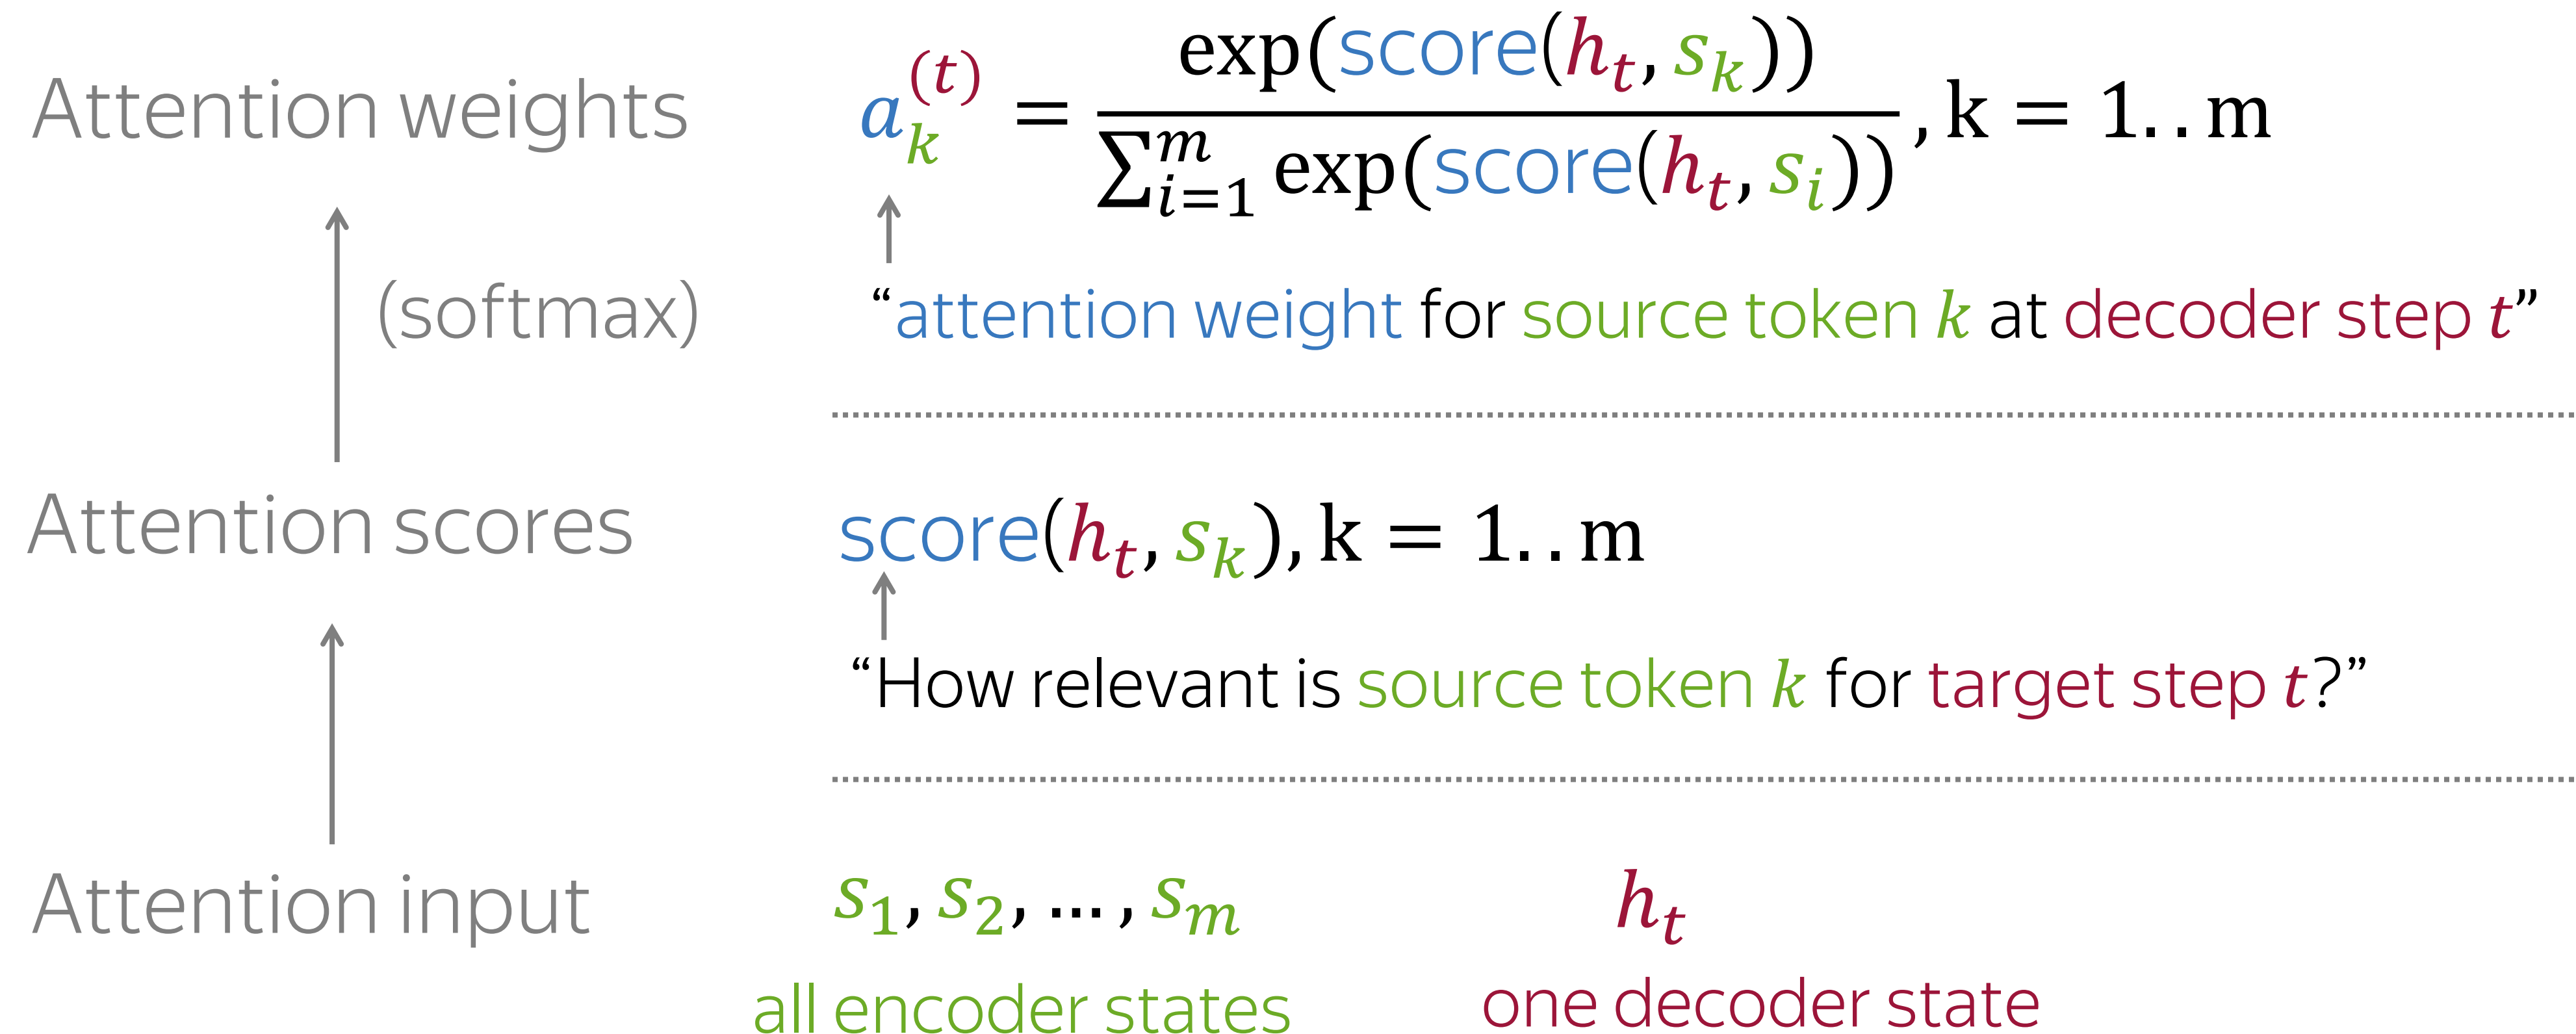 Attention weights
a_k^(t) = exp(score(h_t, s_k)) / ∑_{i=1}^{m} exp(score(h_t, s_i)) , k = 1..m
(softmax)
“attention weight for source token k at decoder step t”
Attention scores
score(h_t, s_k), k = 1..m
“How relevant is source token k for target step t?”
Attention input
s_1, s_2, … , s_m
h_t
all encoder states
one decoder state